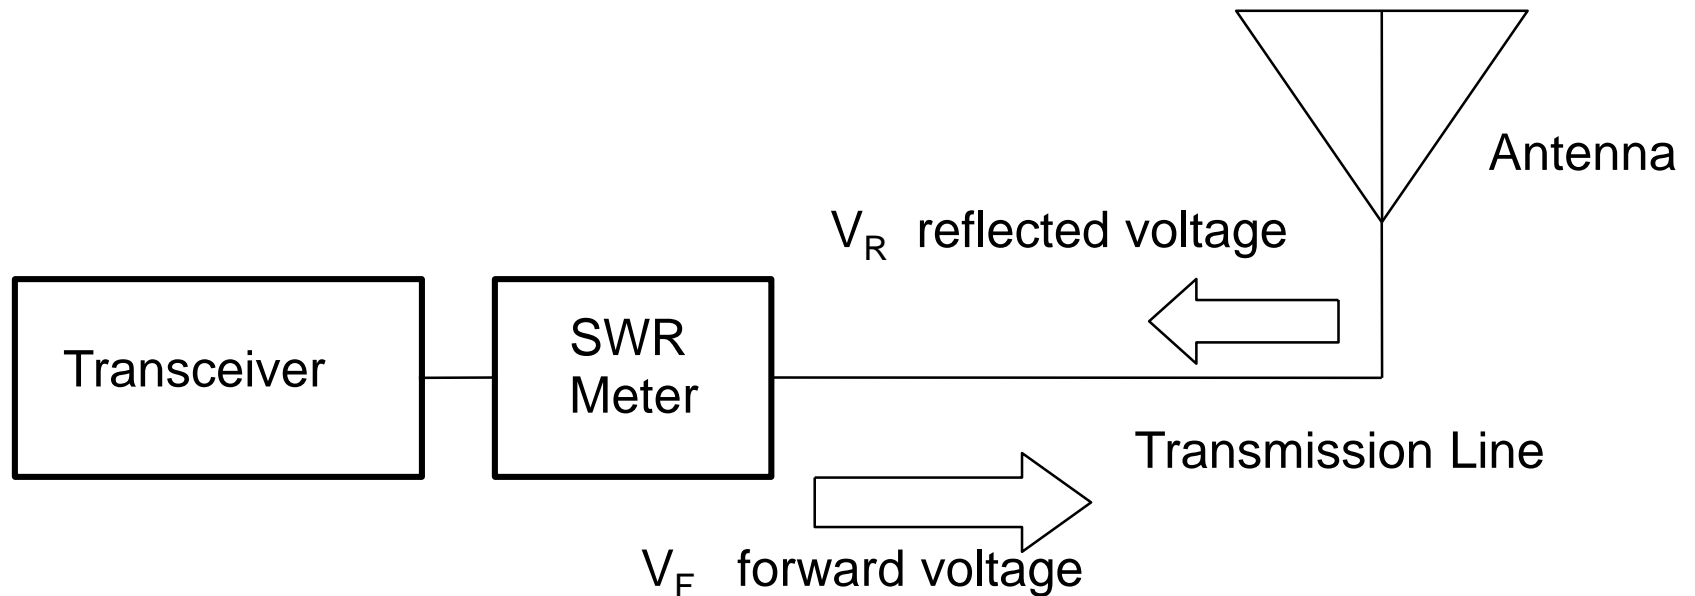 Antenna
V_R reflected voltage
Transceiver
SWR
Meter
Transmission Line
V_F forward voltage